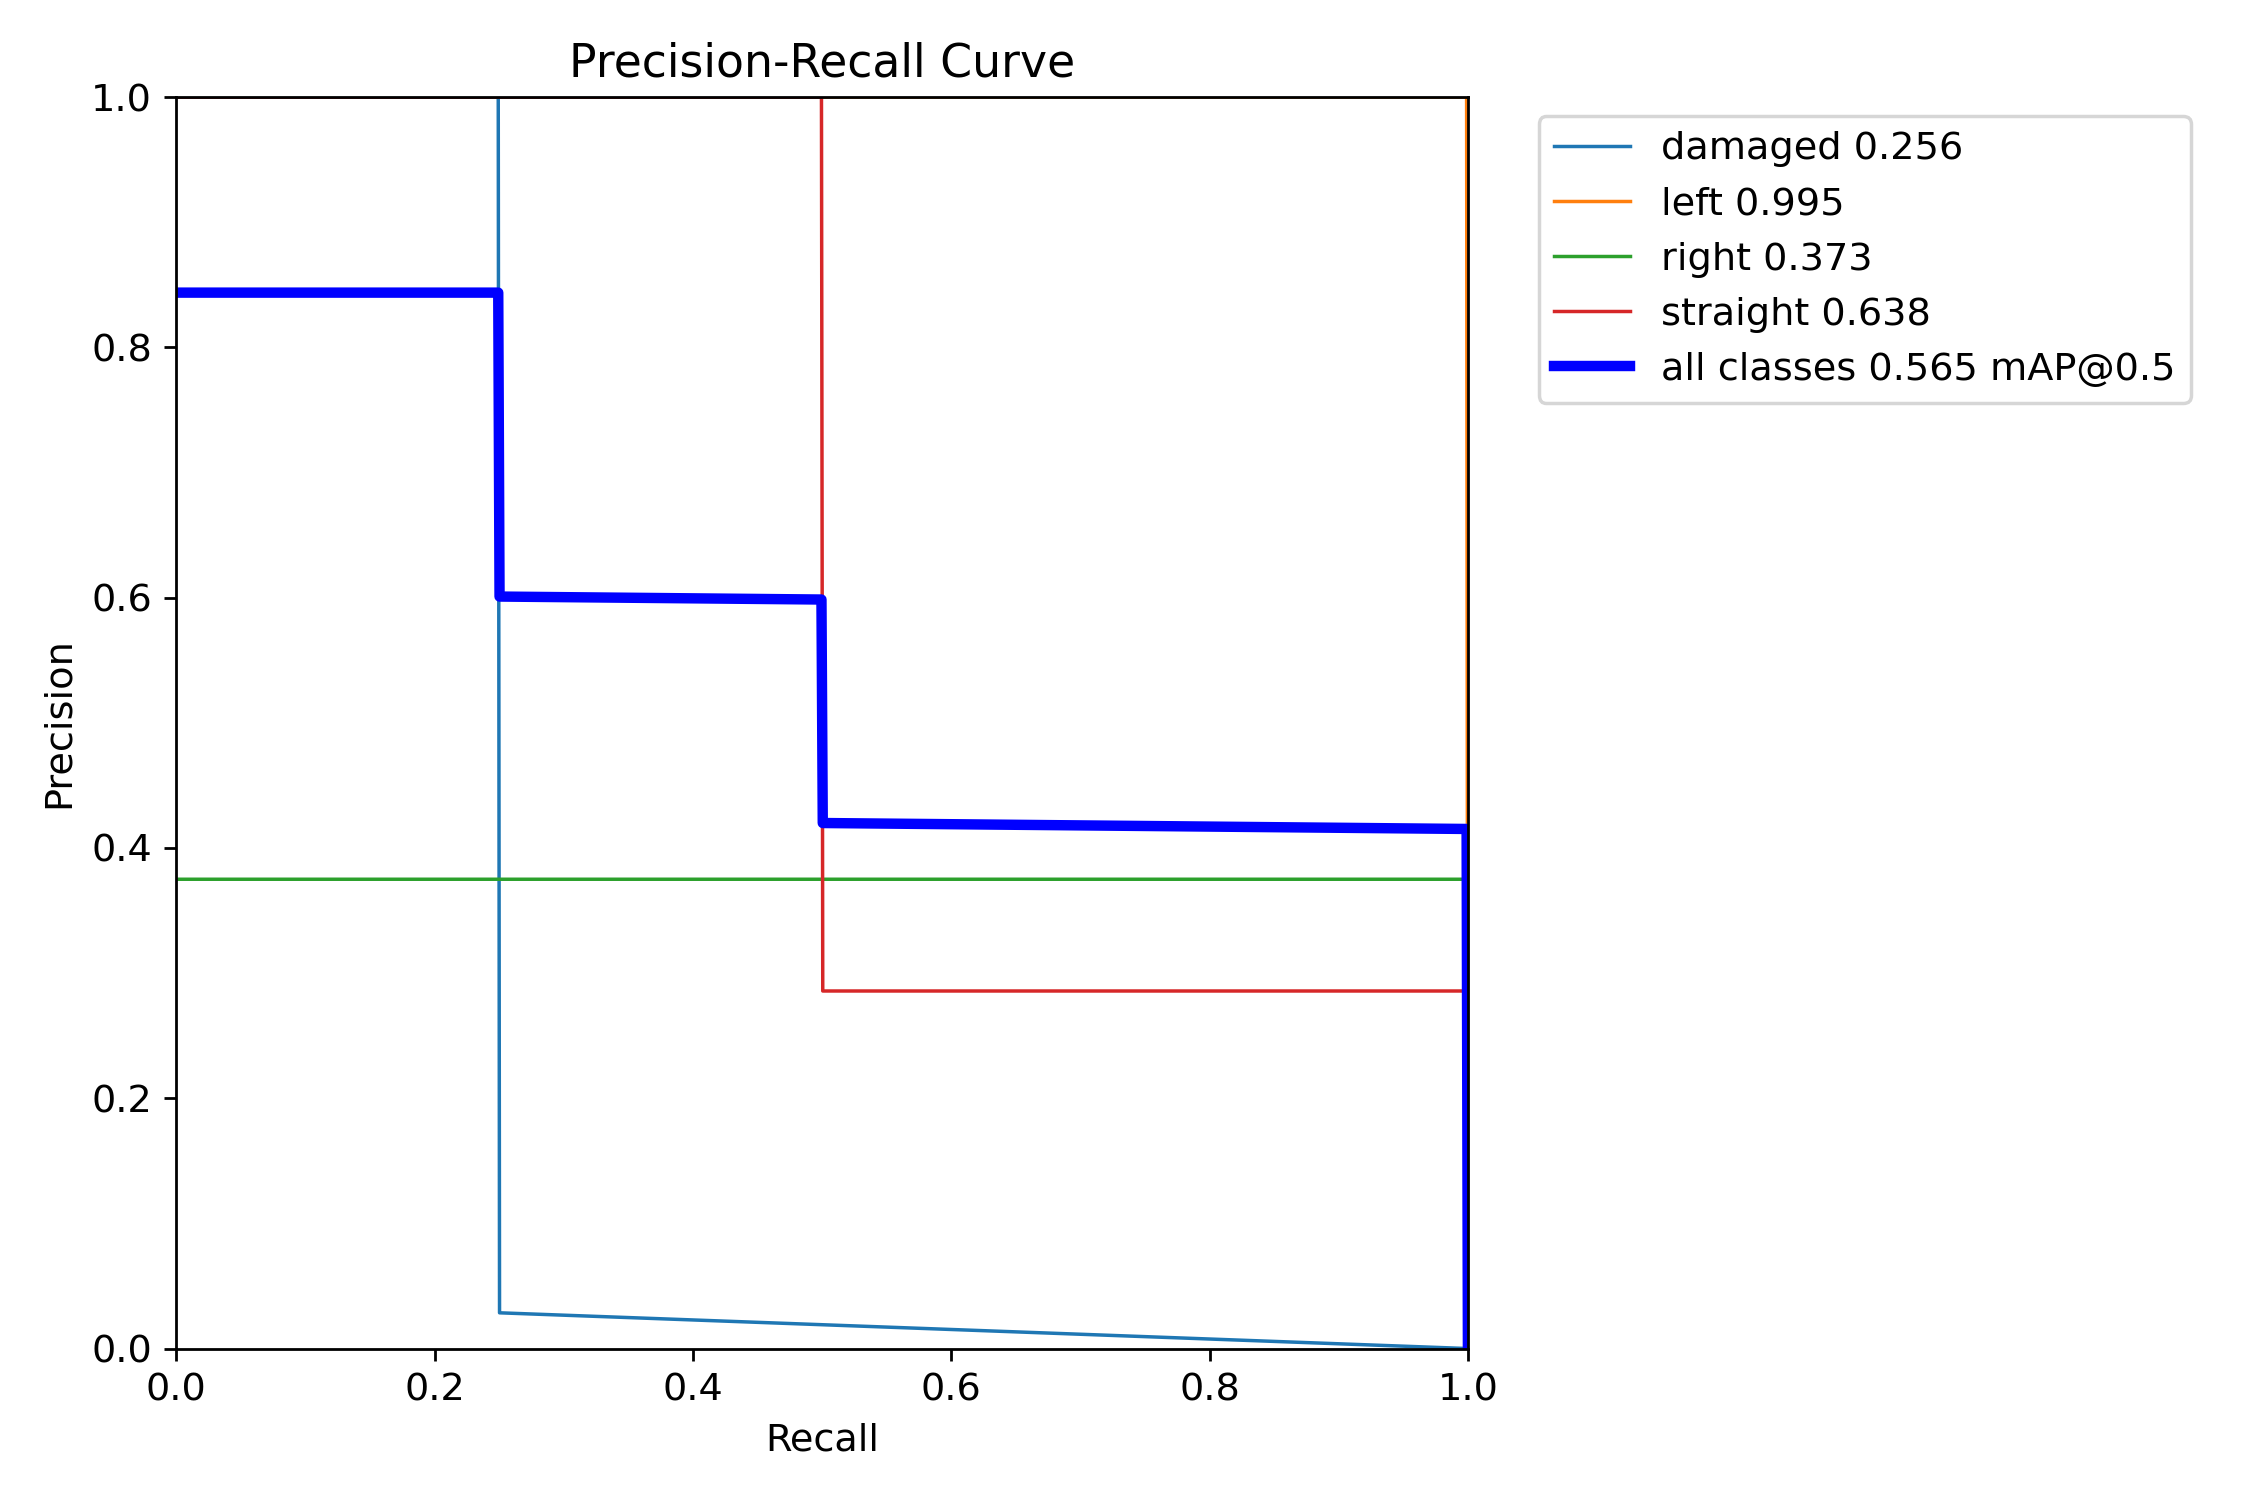 Precision-Recall Curve
1.0
0.8
0.6
0.4
0.2
0.0
Precision
0.0 0.2 0.4 0.6 0.8 1.0
Recall
damaged 0.256
left 0.995
right 0.373
straight 0.638
all classes 0.565 mAP@0.5